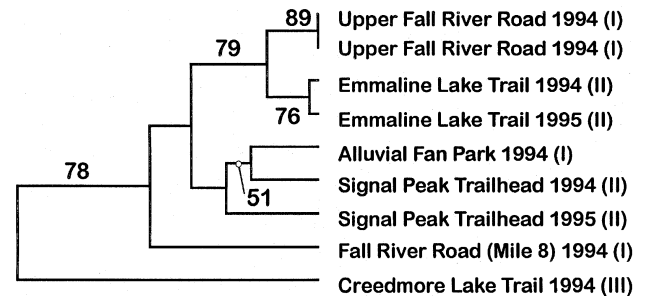 89 Upper Fall River Road 1994 (I)
79 Upper Fall River Road 1994 (I)
Emmaline Lake Trail 1994 (II)
76 Emmaline Lake Trail 1995 (II)
Alluvial Fan Park 1994 (I)
78 Signal Peak Trailhead 1994 (II)
51
Signal Peak Trailhead 1995 (II)
Fall River Road (Mile 8) 1994 (I)
Creedmore Lake Trail 1994 (III)